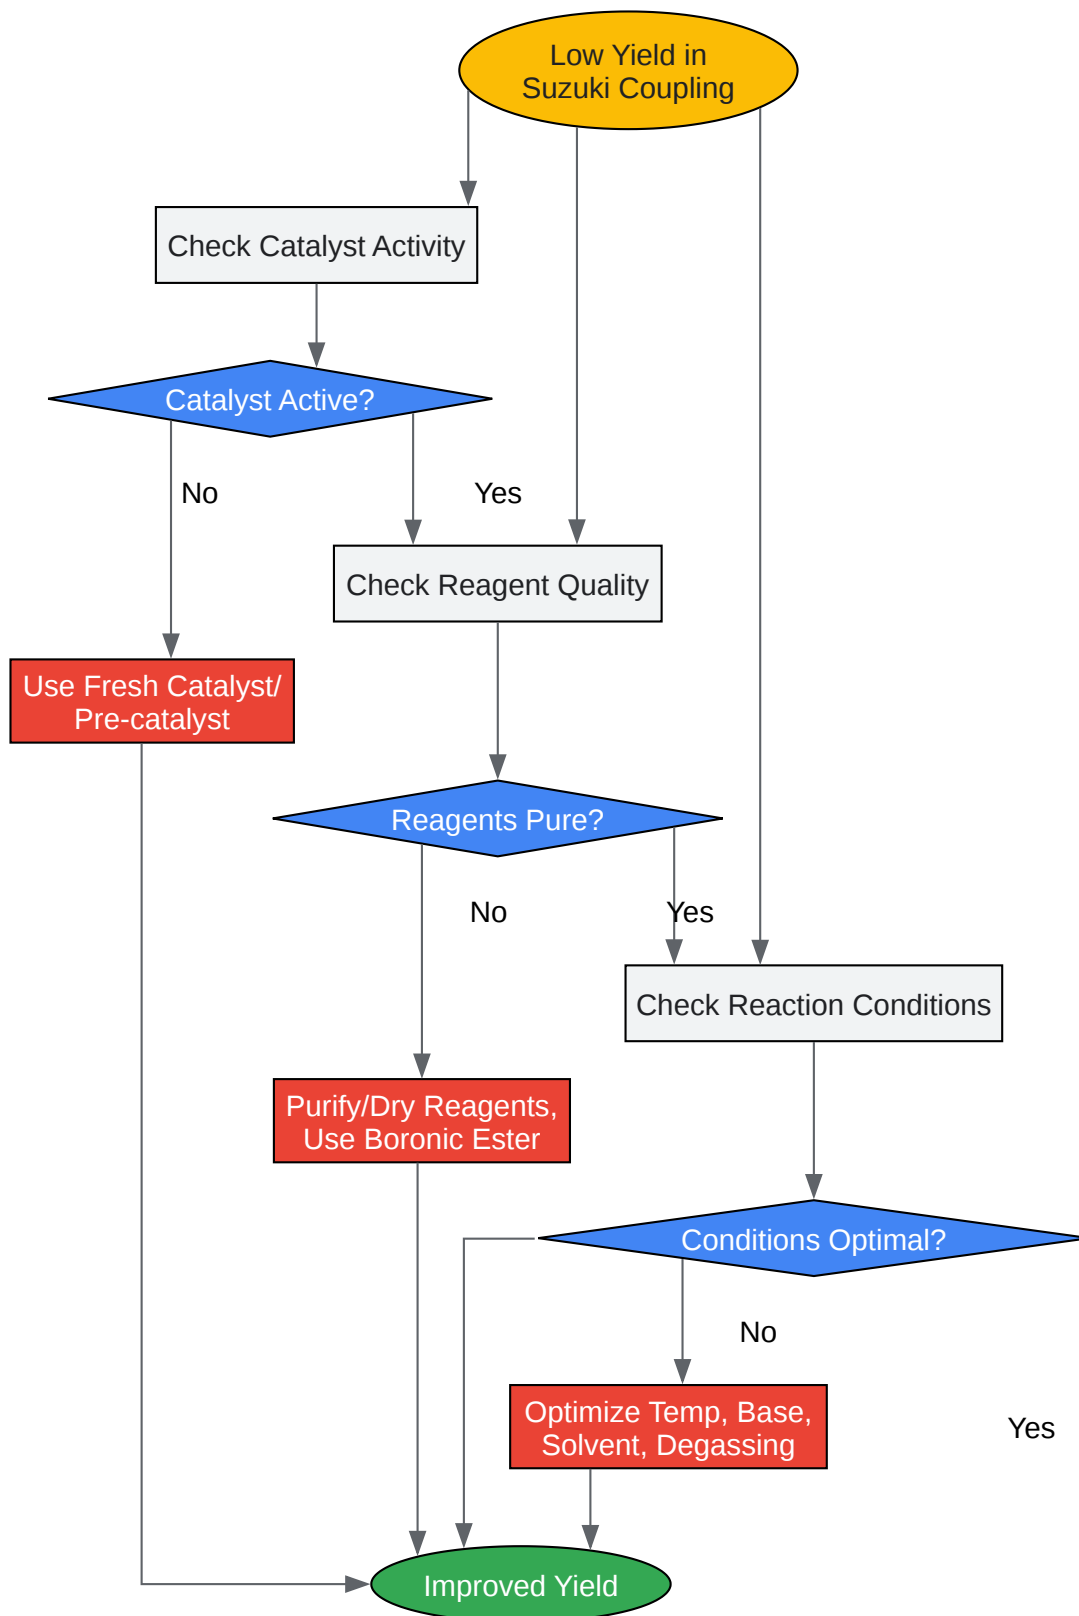 Low Yield in
Suzuki Coupling
Check Catalyst Activity
Catalyst Active?
No
Yes
Check Reagent Quality
Use Fresh Catalyst/
Pre-catalyst
Reagents Pure?
No
Yes
Check Reaction Conditions
Purify/Dry Reagents,
Use Boronic Ester
Conditions Optimal?
No
Optimize Temp, Base,
Solvent, Degassing
Yes
Improved Yield